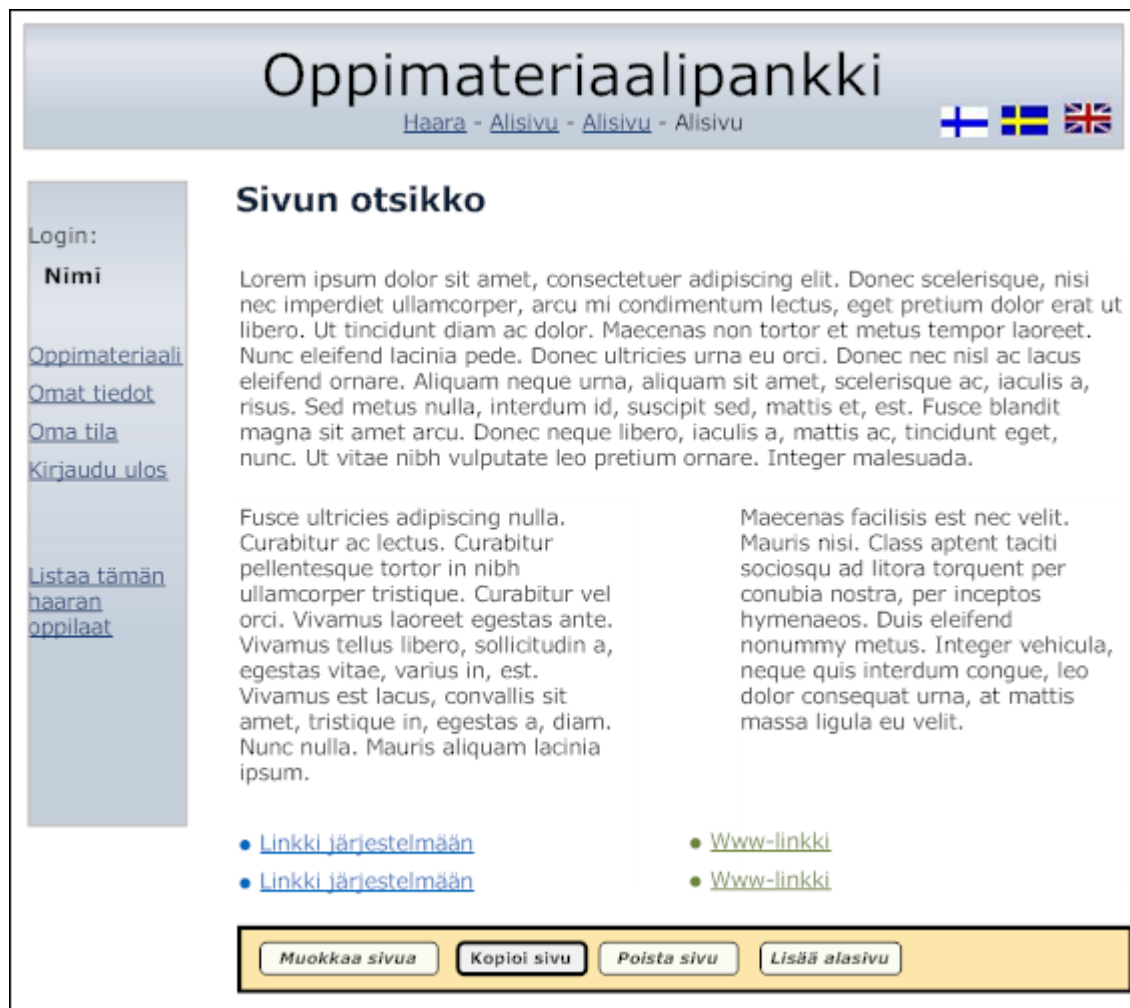 Oppimateriaalipankki
Haara - Alisivu - Alisivu - Alisivu
Login:
Nimi
Oppimateriaali
Omat tiedot
Oma tila
Kirjaudu ulos
Listaa tämän
haaran
oppilaat
Sivun otsikko
Lorem ipsum dolor sit amet, consectetuer adipiscing elit. Donec scelerisque, nisi
nec imperdiet ullamcorper, arcu mi condimentum lectus, eget pretium dolor erat ut
libero. Ut tincidunt diam ac dolor. Maecenas non tortor et metus tempor laoreet.
Nunc eleifend lacinia pede. Donec ultricies urna eu orci. Donec nec nisl ac lacus
eleifend ornare. Aliquam neque urna, aliquam sit amet, scelerisque ac, iaculis a,
risus. Sed metus nulla, interdum id, suscipit sed, mattis et, est. Fusce blandit
magna sit amet arcu. Donec neque libero, iaculis a, mattis ac, tincidunt eget,
nunc. Ut vitae nibh vulputate leo pretium ornare. Integer malesuada.
Fusce ultricies adipiscing nulla.
Curabitur ac lectus. Curabitur
pellentesque tortor in nibh
ullamcorper tristique. Curabitur vel
orci. Vivamus laoreet egestas ante.
Vivamus tellus libero, sollicitudin a,
egestas vitae, varius in, est.
Vivamus est lacus, convallis sit
amet, tristique in, egestas a, diam.
Nunc nulla. Mauris aliquam lacinia
ipsum.
Maecenas facilisis est nec velit.
Mauris nisi. Class aptent taciti
sociosqu ad litora torquent per
conubia nostra, per inceptos
hymenaeos. Duis eleifend
nonummy metus. Integer vehicula,
neque quis interdum congue, leo
dolor consequat urna, at mattis
massa ligula eu velit.
• Linkki järjestelmään
• Linkki järjestelmään
• Www-linkki
• Www-linkki
Muokkaa sivua Kopioi sivu Poista sivu Lisää alasivu